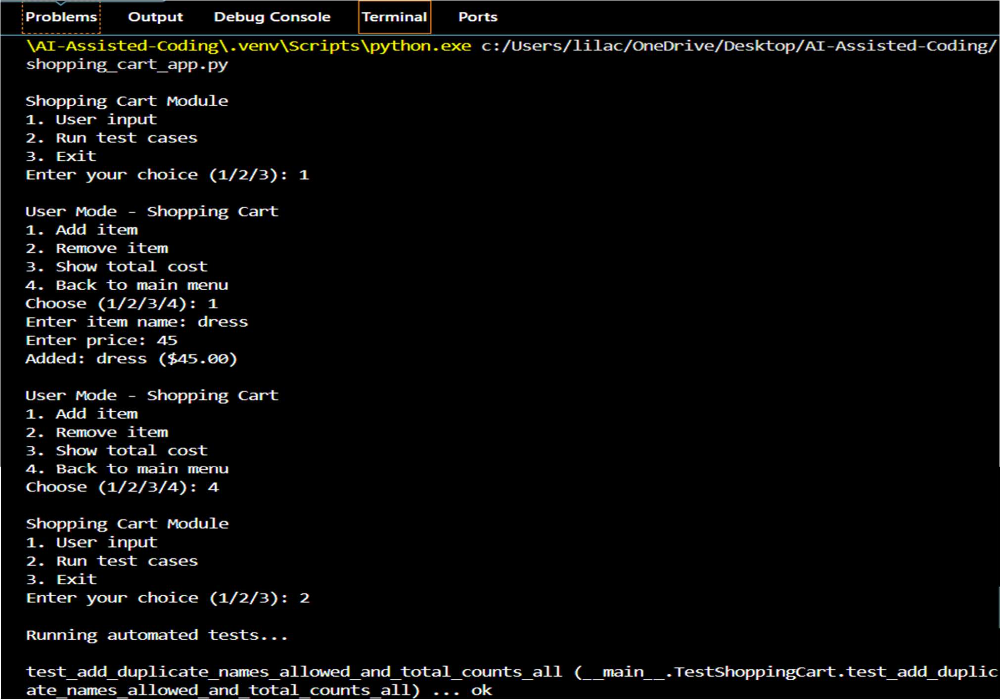 Problems Output Debug Console Terminal Ports
\AI-Assisted-Coding\.venv\Scripts\python.exe c:/Users/lilac/OneDrive/Desktop/AI-Assisted-Coding/
shopping_cart_app.py
Shopping Cart Module
1. User input
2. Run test cases
3. Exit
Enter your choice (1/2/3): 1
User Mode - Shopping Cart
1. Add item
2. Remove item
3. Show total cost
4. Back to main menu
Choose (1/2/3/4): 1
Enter item name: dress
Enter price: 45
Added: dress ($45.00)
User Mode - Shopping Cart
1. Add item
2. Remove item
3. Show total cost
4. Back to main menu
Choose (1/2/3/4): 4
Shopping Cart Module
1. User input
2. Run test cases
3. Exit
Enter your choice (1/2/3): 2
Running automated tests...
test_add_duplicate_names_allowed_and_total_counts_all (__main__.TestShoppingCart.test_add_duplic
ate_names_allowed_and_total_counts_all) ... ok